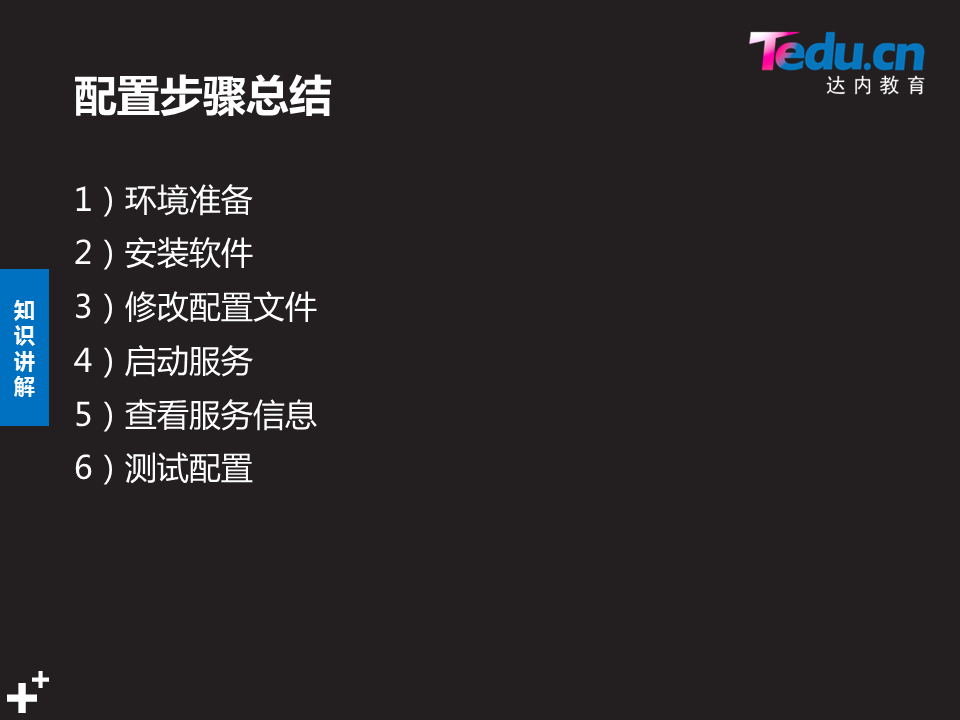 Tedu.cn
达内教育
配置步骤总结
1）环境准备
2）安装软件
3）修改配置文件
4）启动服务
5）查看服务信息
6）测试配置
知识讲解